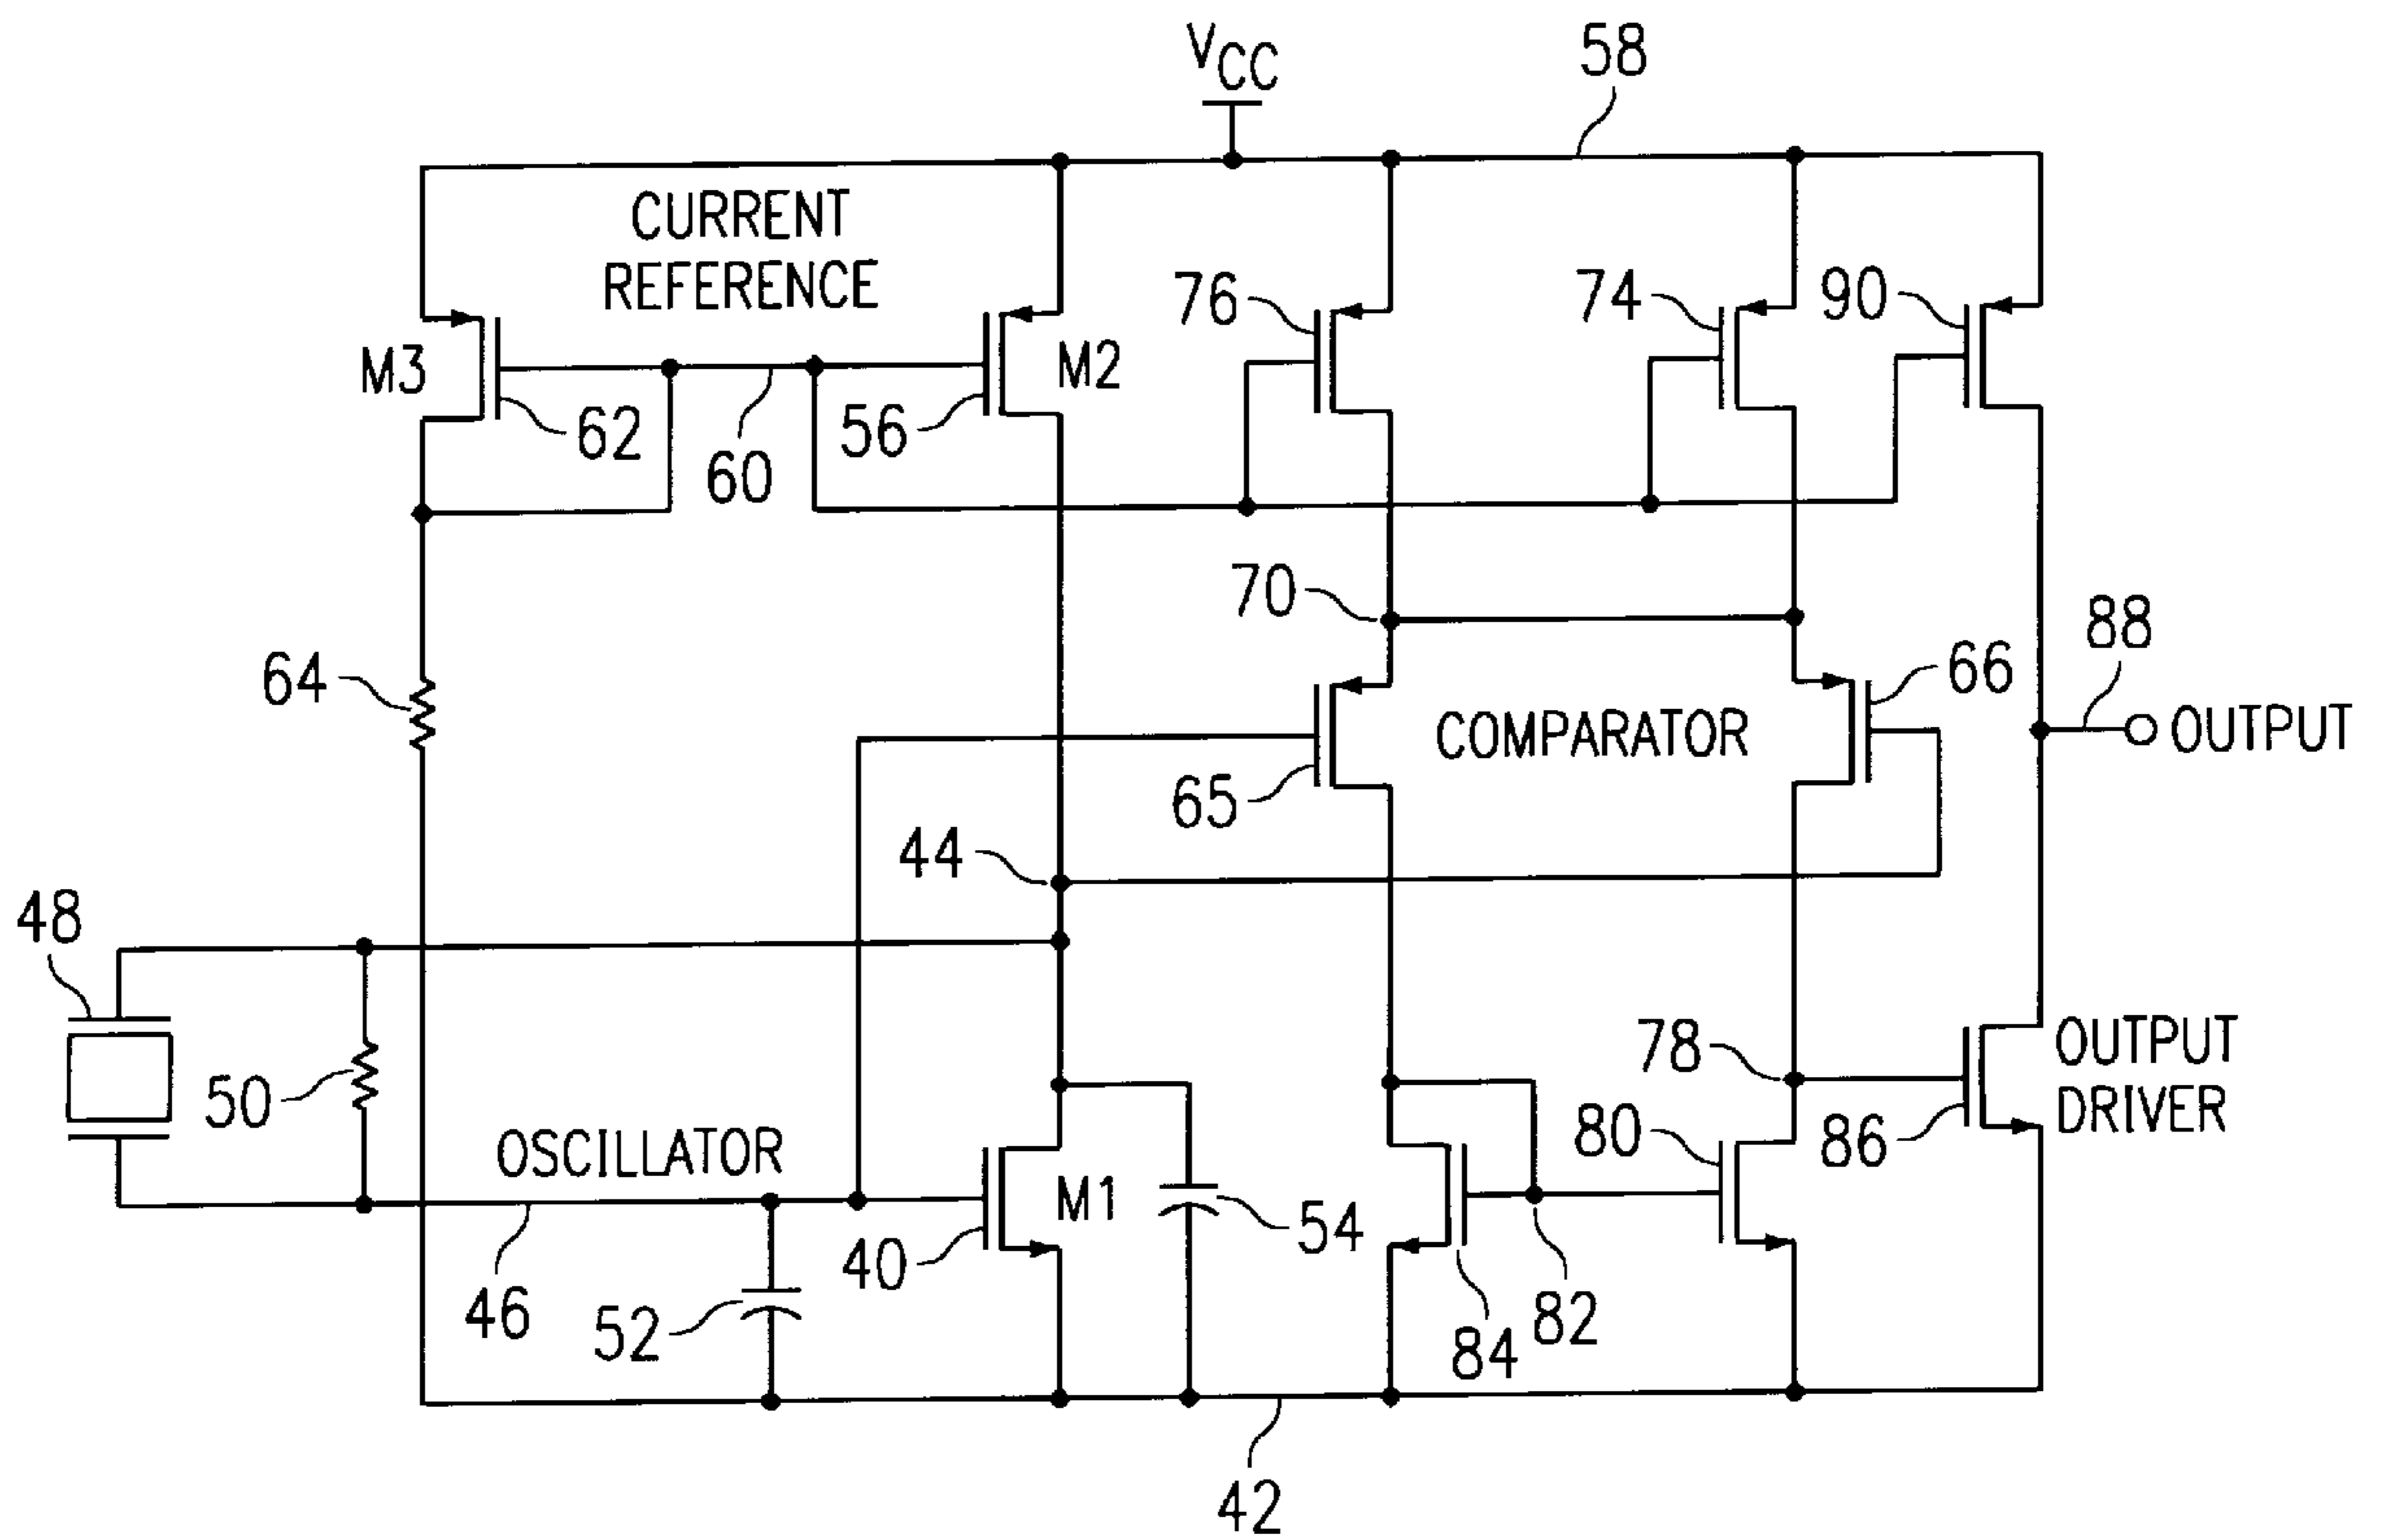 VCC
58
CURRENT
REFERENCE
76
74
90
M3
M2
62
60
56
70
88
64
66
COMPARATOR
OUTPUT
65
44
48
78
OUTPUT
DRIVER
50
OSCILLATOR
80
86
M1
54
40
46
52
82
84
42